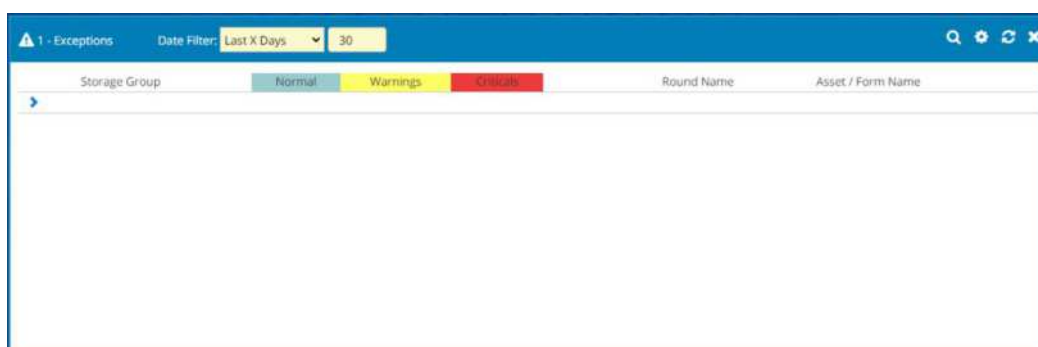 1 - Exceptions Date Filter: Last X Days 30
Storage Group Normal Warnings Criticals Round Name Asset / Form Name